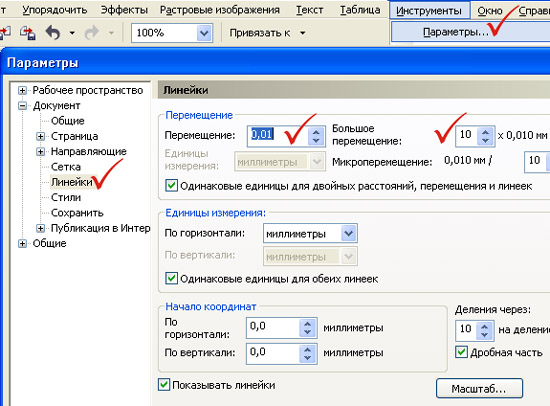 т Упорядочить Эффекты Растровые изображения Текст Таблица Инструменты Окно Справ
100% Привязать к Параметры...
Параметры
Рабочее пространство
Документ
Общие
Страница
Направляющие
Сетка
Линейки
Стили
Сохранить
Публикация в Интер
Общие
Линейки
Перемещение
Перемещение: 0,01 Большое перемещение: 10 x 0,010 мм
Единицы измерения: миллиметры Микроперемещение: 0,010 мм / 10
Одинаковые единицы для двойных расстояний, перемещения и линеек
Единицы измерения:
По горизонтали: миллиметры
По вертикали: миллиметры
Одинаковые единицы для обеих линеек
Начало координат
По горизонтали: 0,0 миллиметры
По вертикали: 0,0 миллиметры
Деления через:
10 на деление
Дробная часть
Показывать линейки
Масштаб...